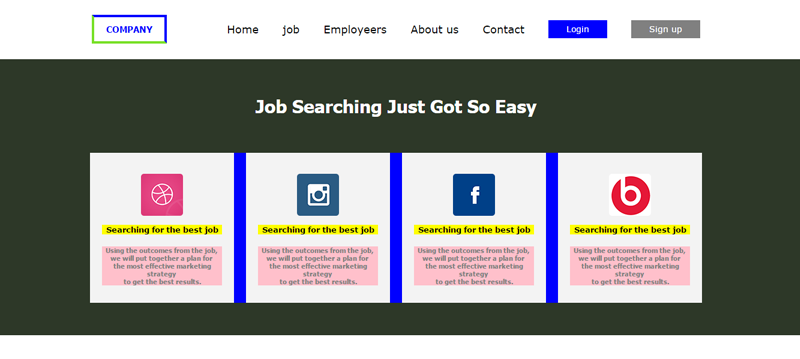 COMPANY
Home job Employeers About us Contact Login Sign up
Job Searching Just Got So Easy
Searching for the best job
Using the outcomes from the job,
we will put together a plan for
the most effective marketing
strategy
to get the best results.
Searching for the best job
Using the outcomes from the job,
we will put together a plan for
the most effective marketing
strategy
to get the best results.
Searching for the best job
Using the outcomes from the job,
we will put together a plan for
the most effective marketing
strategy
to get the best results.
Searching for the best job
Using the outcomes from the job,
we will put together a plan for
the most effective marketing
strategy
to get the best results.